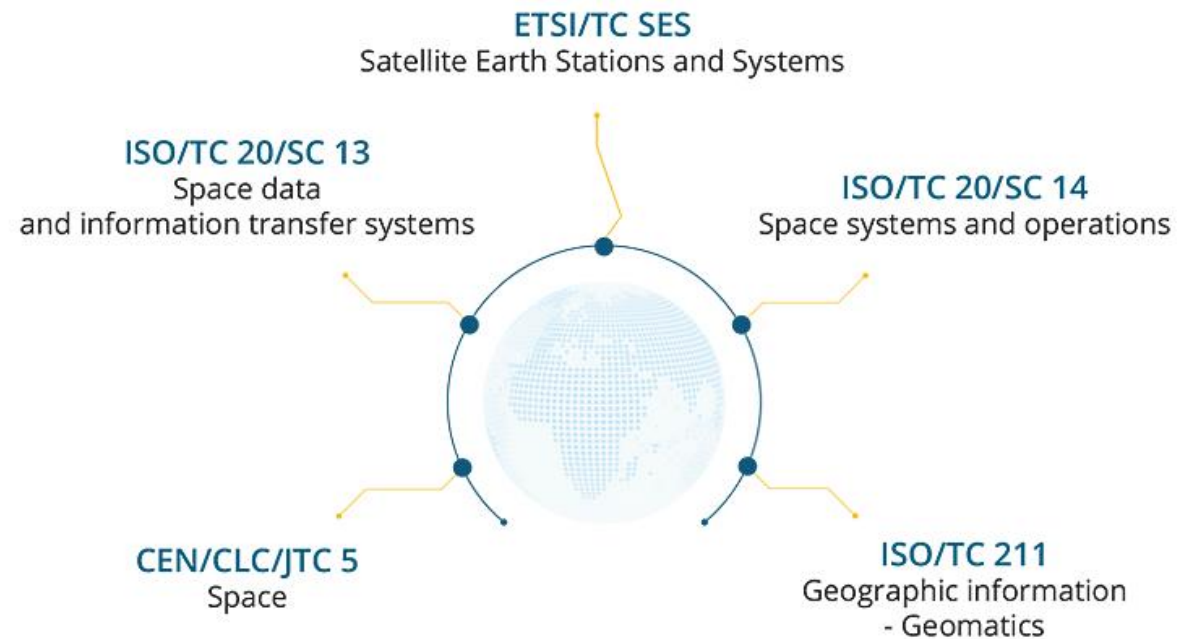 ETSI/TC SES
Satellite Earth Stations and Systems
ISO/TC 20/SC 13
Space data
and information transfer systems
ISO/TC 20/SC 14
Space systems and operations
CEN/CLC/JTC 5
Space
ISO/TC 211
Geographic information
- Geomatics